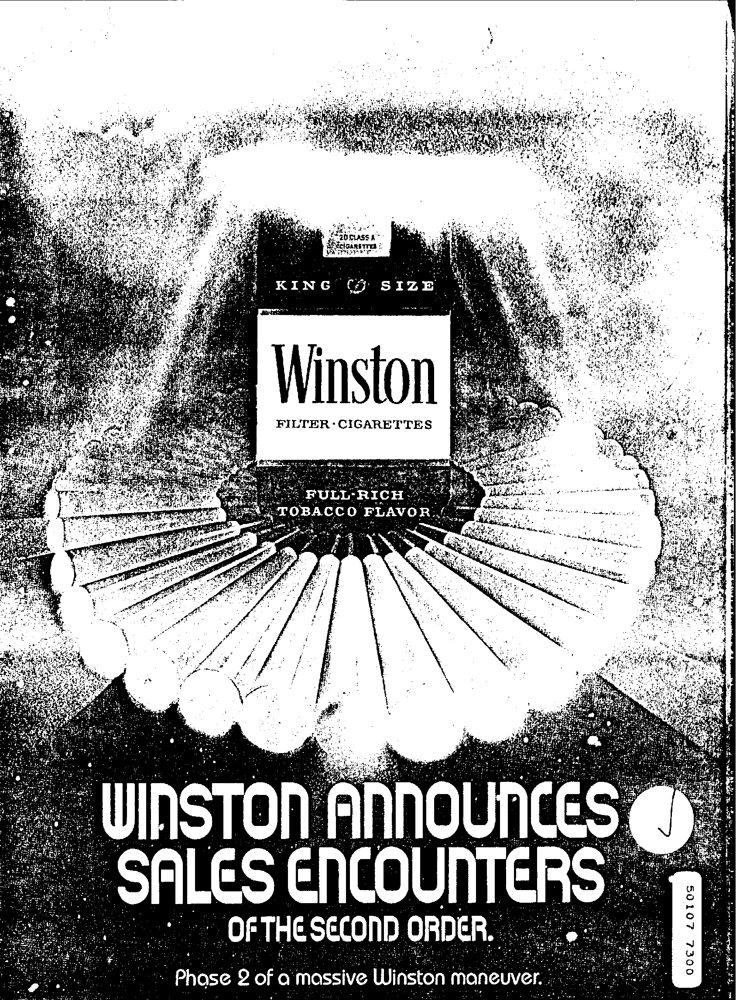 20 CLASS A
CIGARETTES
KING SIZE
Winston
FILTER·CIGARETTES
FULL·RICH
TOBACCO FLAVOR
WINSTON ANNOUNCES
SALES ENCOUNTERS
OF THE SECOND ORDER.
Phase 2 of a massive Winston maneuver.
50107 7300